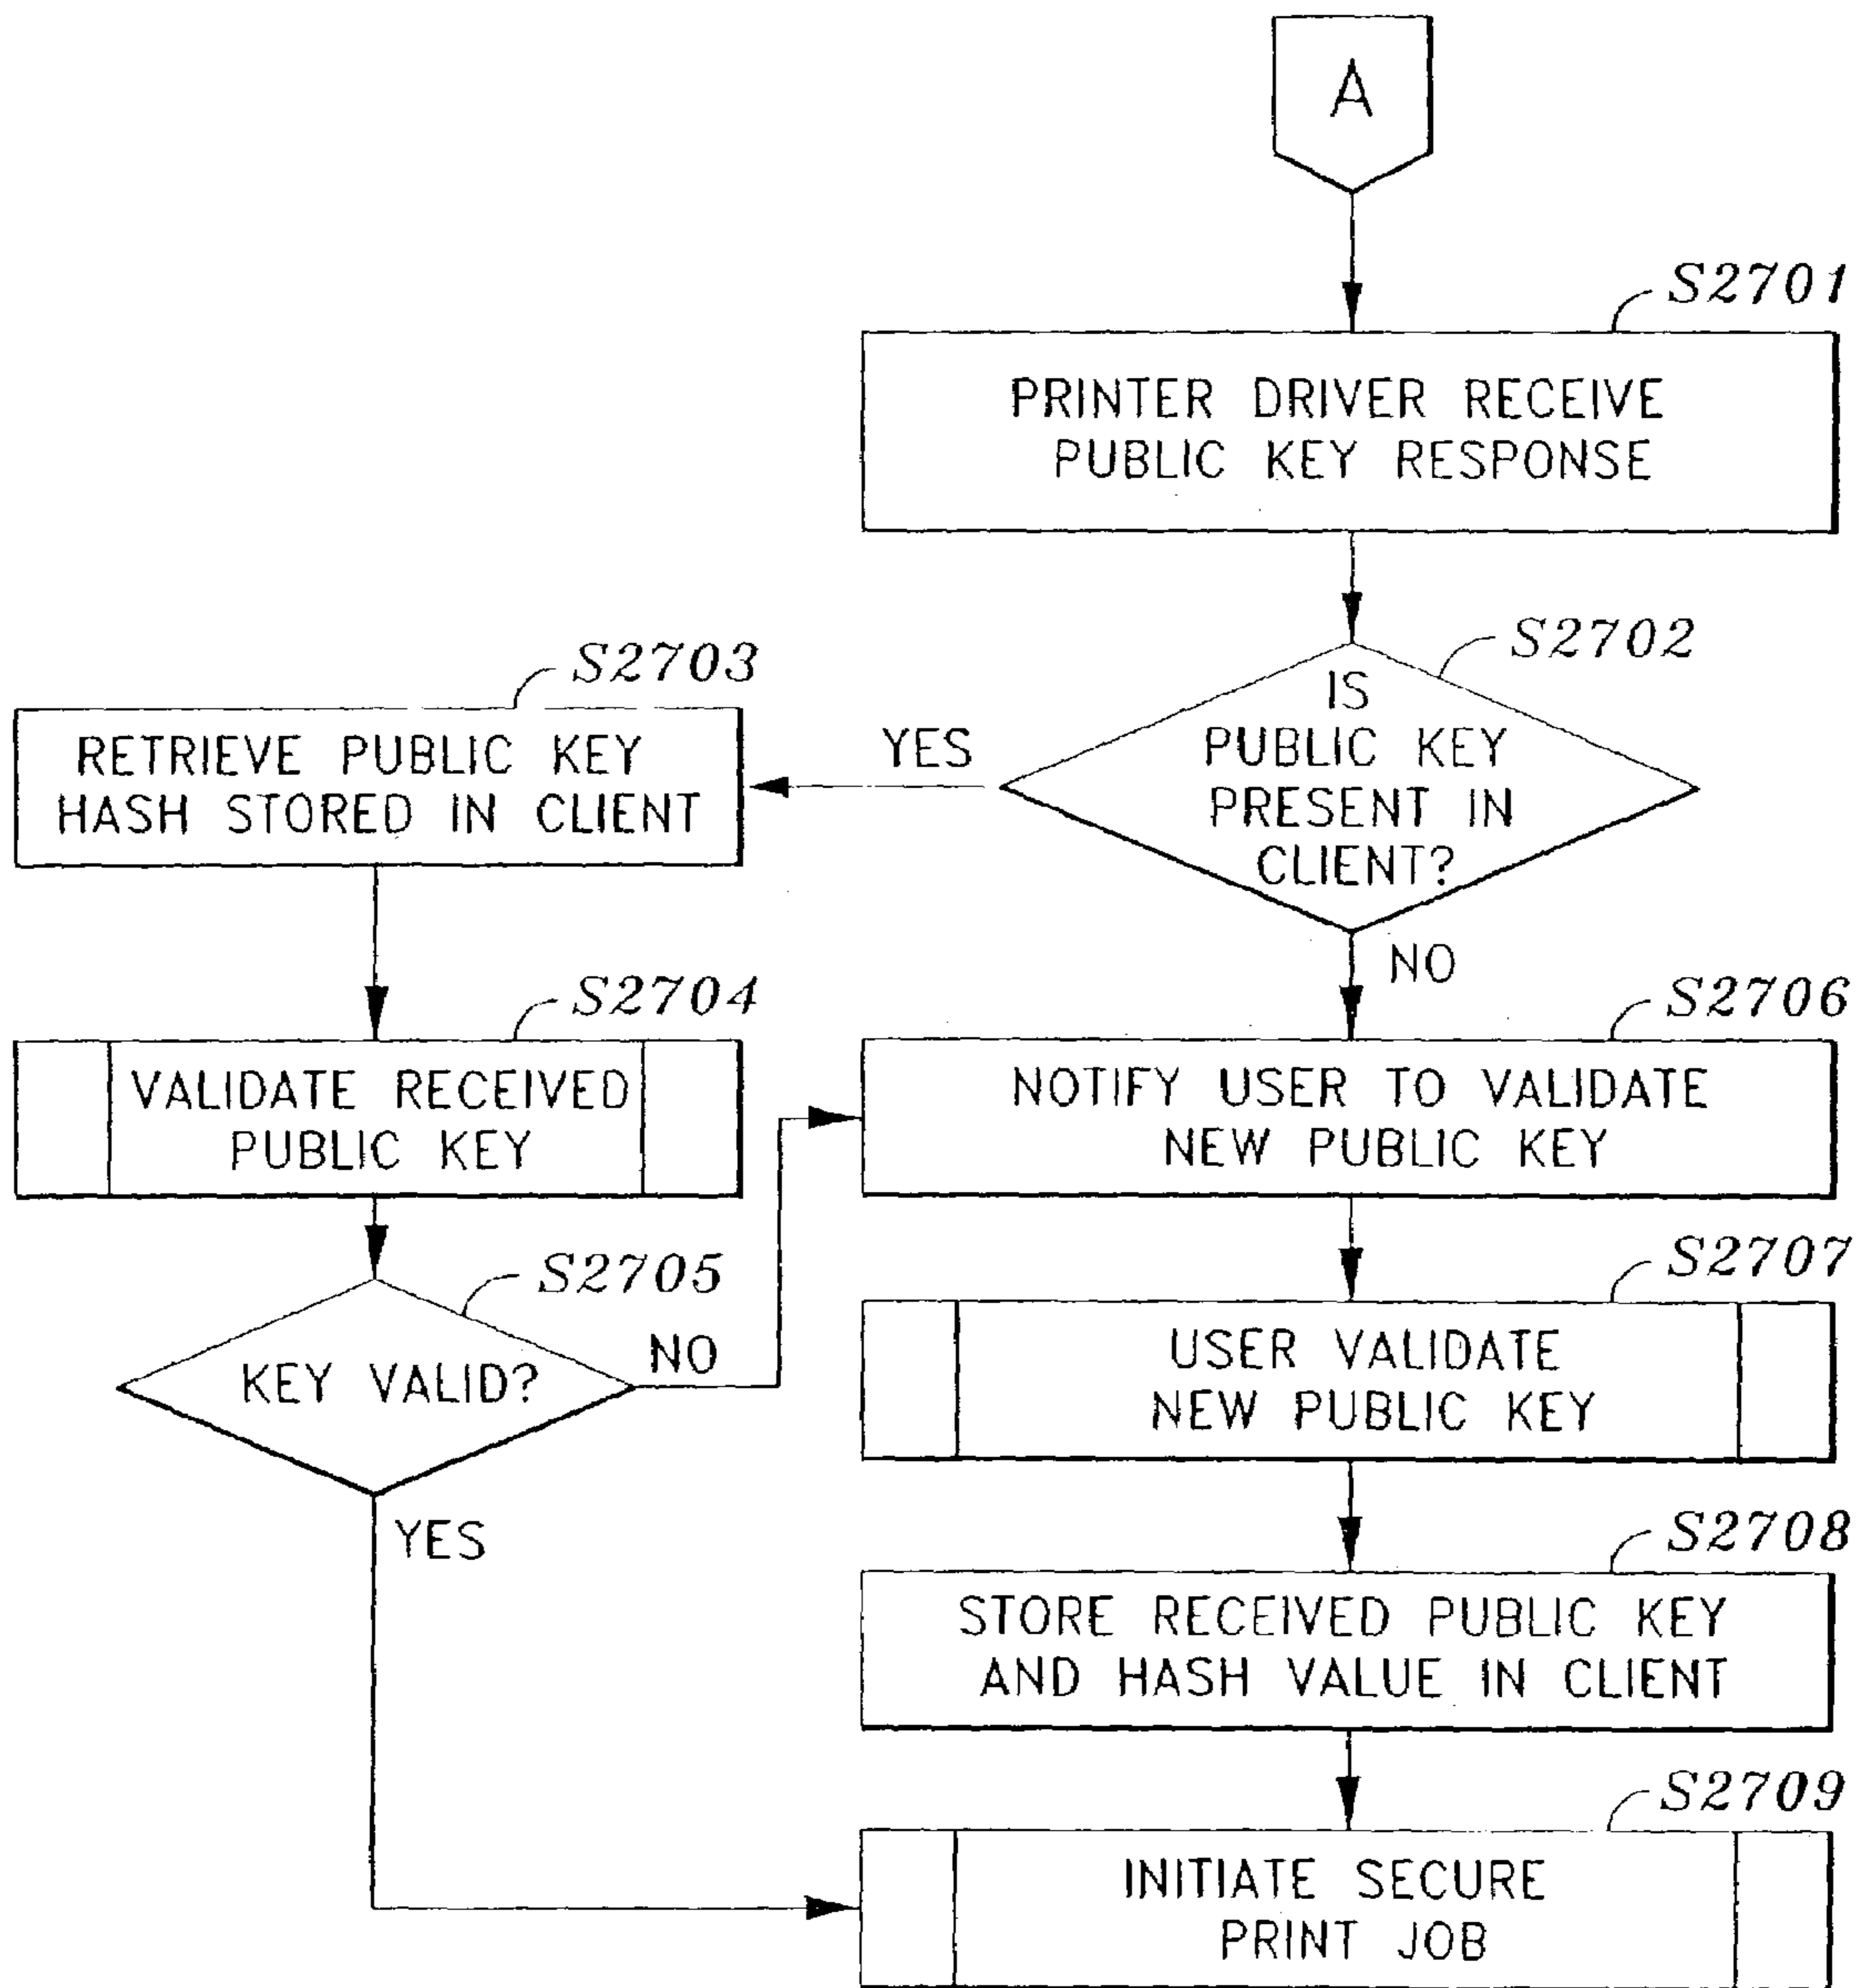 A
S2701
PRINTER DRIVER RECEIVE
PUBLIC KEY RESPONSE
S2702
IS
PUBLIC KEY
PRESENT IN
CLIENT?
YES
NO
S2703
RETRIEVE PUBLIC KEY
HASH STORED IN CLIENT
S2704
VALIDATE RECEIVED
PUBLIC KEY
S2705
KEY VALID?
NO
YES
S2706
NOTIFY USER TO VALIDATE
NEW PUBLIC KEY
S2707
USER VALIDATE
NEW PUBLIC KEY
S2708
STORE RECEIVED PUBLIC KEY
AND HASH VALUE IN CLIENT
S2709
INITIATE SECURE
PRINT JOB